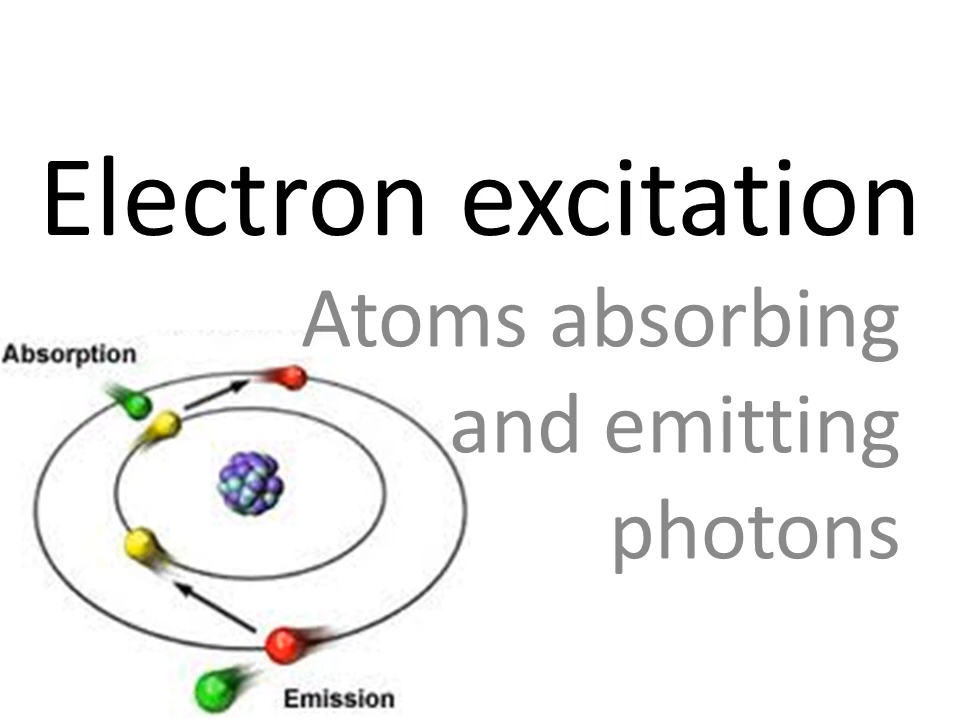 Electron excitation
Atoms absorbing
and emitting
photons
Absorption
Emission